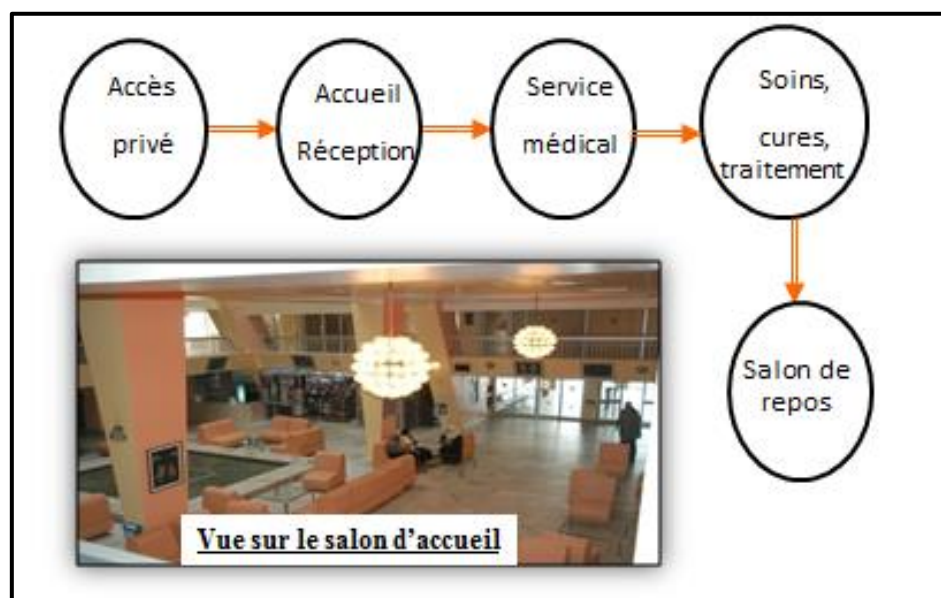 Accès
privé
Accueil
Réception
Service
médical
Soins,
cures,
traitement
Salon de
repos
Vue sur le salon d'accueil